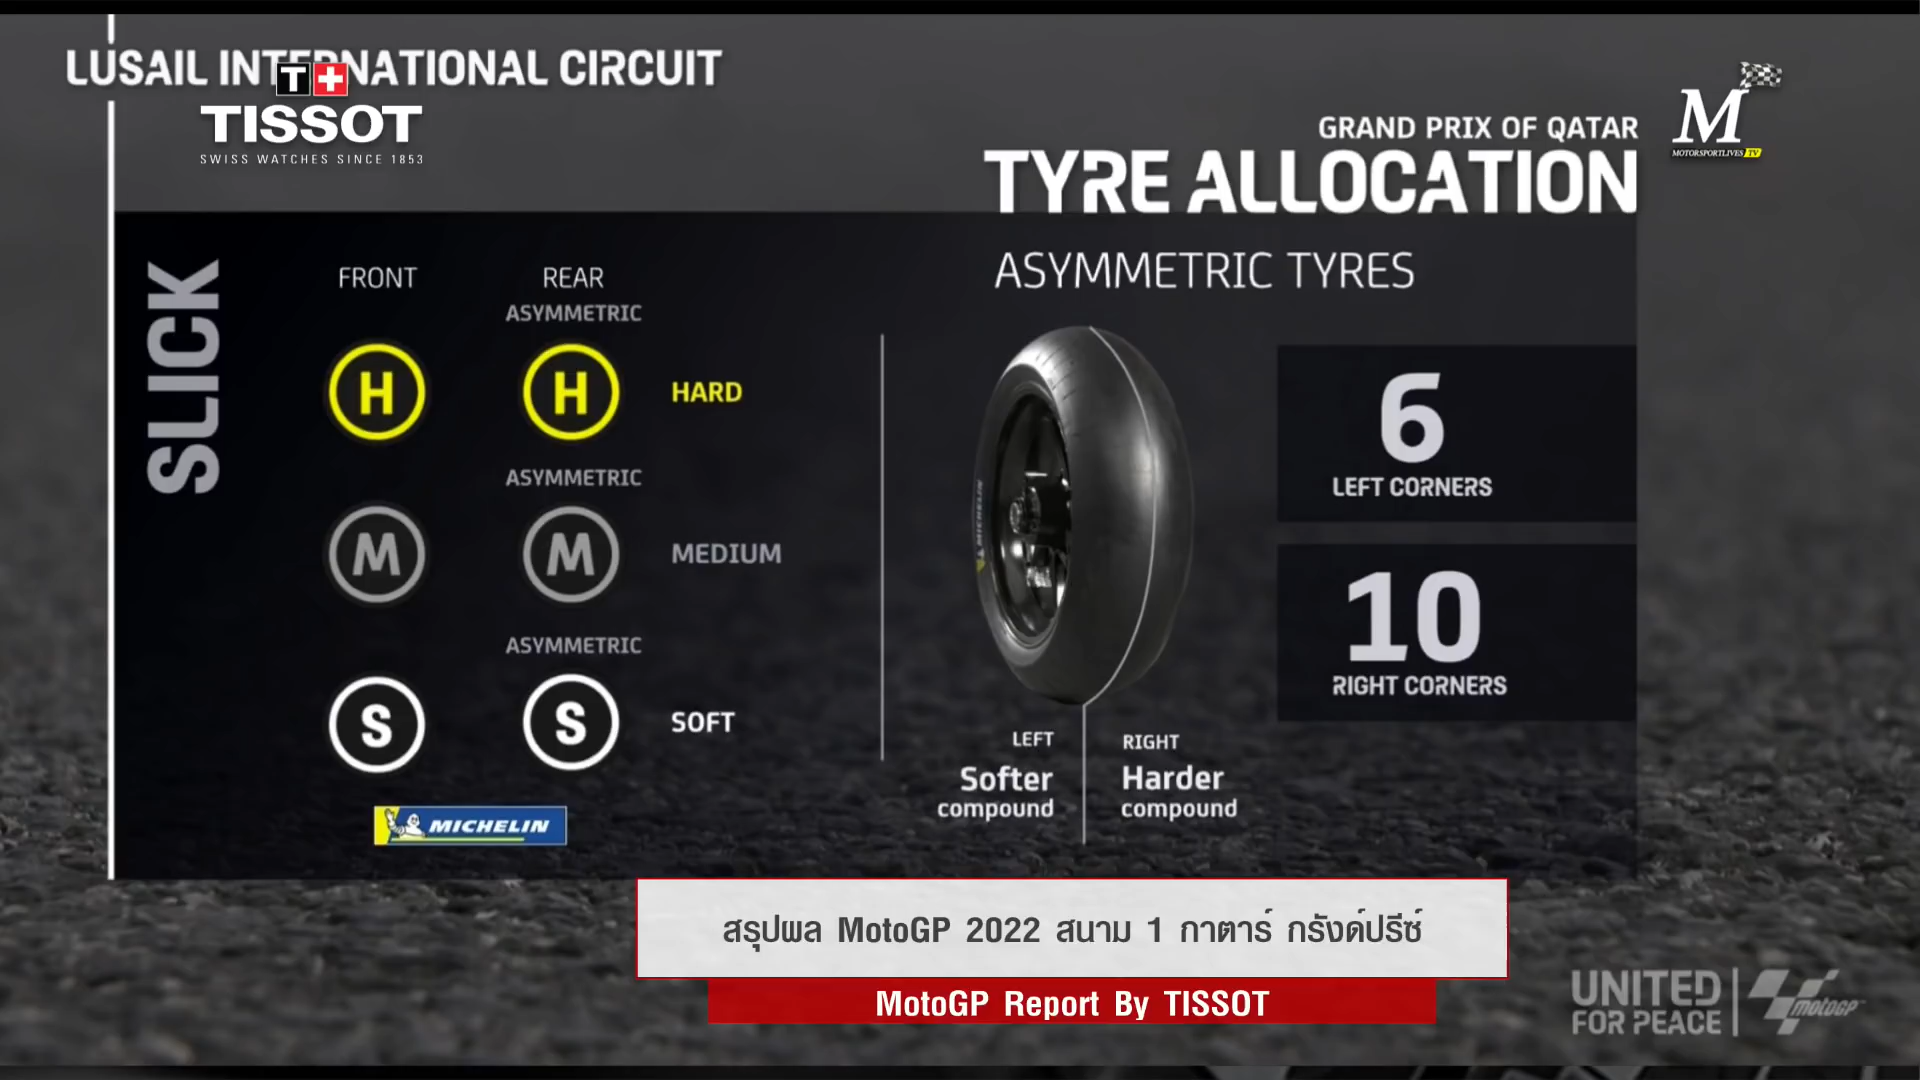 LUSAIL INTERNATIONAL CIRCUIT
T+
TISSOT
SWISS WATCHES SINCE 1853
M
MOTORSPORTLIVES TV
GRAND PRIX OF QATAR
TYRE ALLOCATION
SLICK
FRONT
REAR
ASYMMETRIC
H
H
HARD
ASYMMETRIC
M
M
MEDIUM
ASYMMETRIC
S
S
SOFT
MICHELIN
ASYMMETRIC TYRES
MICHELIN
LEFT
Softer
compound
RIGHT
Harder
compound
6
LEFT CORNERS
10
RIGHT CORNERS
สรุปผล MotoGP 2022 สนาม 1 กาตาร์ กรังด์ปรีซ์
MotoGP Report By TISSOT
UNITED
FOR PEACE
motoGP